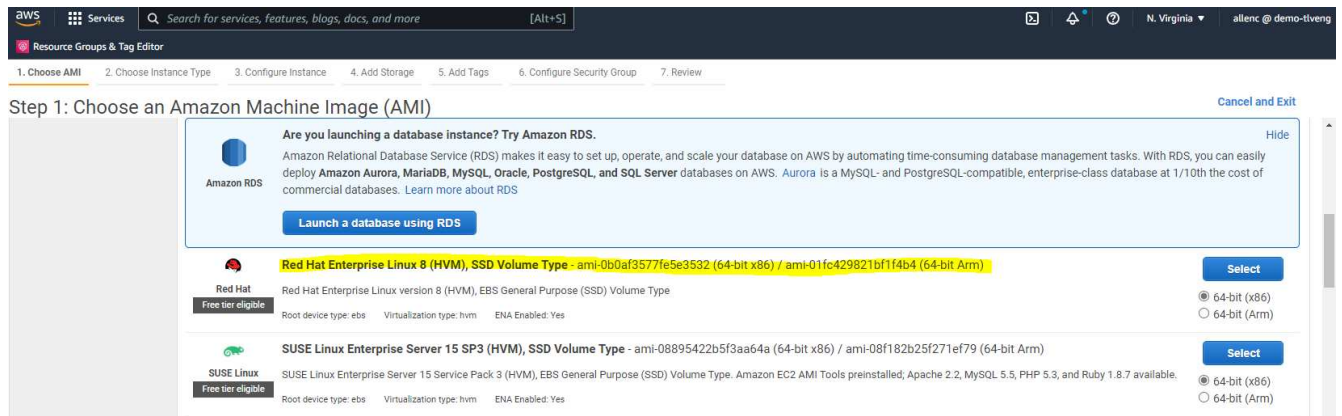 aws
Services
Search for services, features, blogs, docs, and more
[Alt+S]
N. Virginia
allenc @ demo-tlveng
Resource Groups & Tag Editor
1. Choose AMI
2. Choose Instance Type
3. Configure Instance
4. Add Storage
5. Add Tags
6. Configure Security Group
7. Review
Step 1: Choose an Amazon Machine Image (AMI)
Cancel and Exit
Amazon RDS
Are you launching a database instance? Try Amazon RDS.
Hide
Amazon Relational Database Service (RDS) makes it easy to set up, operate, and scale your database on AWS by automating time-consuming database management tasks. With RDS, you can easily
deploy Amazon Aurora, MariaDB, MySQL, Oracle, PostgreSQL, and SQL Server databases on AWS. Aurora is a MySQL- and PostgreSQL-compatible, enterprise-class database at 1/10th the cost of
commercial databases. Learn more about RDS
Launch a database using RDS
Red Hat
Free tier eligible
Red Hat Enterprise Linux 8 (HVM), SSD Volume Type - ami-0b0af3577fe5e3532 (64-bit x86) / ami-01fc429821bf1f4b4 (64-bit Arm)
Red Hat Enterprise Linux version 8 (HVM), EBS General Purpose (SSD) Volume Type
Root device type: ebs Virtualization type: hvm ENA Enabled: Yes
Select
64-bit (x86)
64-bit (Arm)
SUSE Linux
Free tier eligible
SUSE Linux Enterprise Server 15 SP3 (HVM), SSD Volume Type - ami-08895422b5f3aa64a (64-bit x86) / ami-08f182b25f271ef79 (64-bit Arm)
SUSE Linux Enterprise Server 15 Service Pack 3 (HVM), EBS General Purpose (SSD) Volume Type. Amazon EC2 AMI Tools preinstalled; Apache 2.2, MySQL 5.5, PHP 5.3, and Ruby 1.8.7 available.
Root device type: ebs Virtualization type: hvm ENA Enabled: Yes
Select
64-bit (x86)
64-bit (Arm)